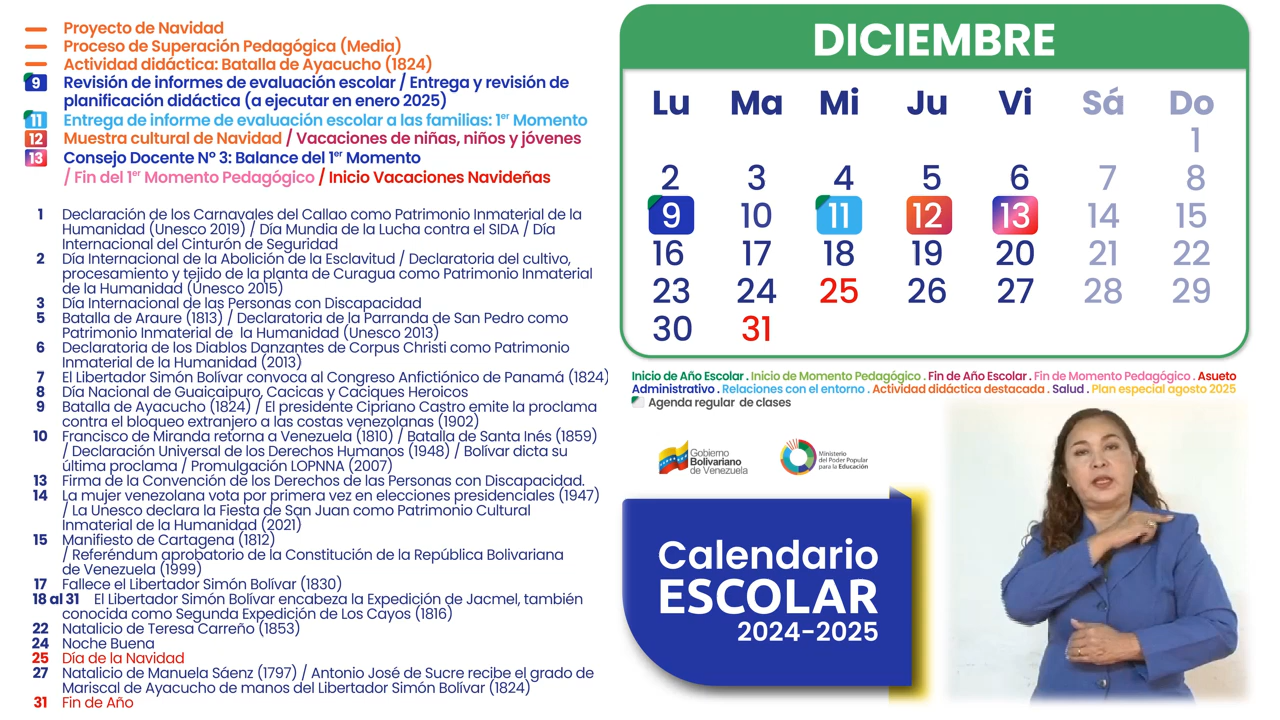 Proyecto de Navidad
Proceso de Superación Pedagógica (Media)
Actividad didáctica: Batalla de Ayacucho (1824)
9 Revisión de informes de evaluación escolar / Entrega y revisión de
planificación didáctica (a ejecutar en enero 2025)
11 Entrega de informe de evaluación escolar a las familias: 1er Momento
12 Muestra cultural de Navidad / Vacaciones de niñas, niños y jóvenes
13 Consejo Docente Nº 3: Balance del 1er Momento
/ Fin del 1er Momento Pedagógico / Inicio Vacaciones Navideñas
1 Declaración de los Carnavales del Callao como Patrimonio Inmaterial de la
Humanidad (Unesco 2019) / Día Mundia de la Lucha contra el SIDA / Día
Internacional del Cinturón de Seguridad
2 Día Internacional de la Abolición de la Esclavitud / Declaratoria del cultivo,
procesamiento y tejido de la planta de Curagua como Patrimonio Inmaterial
de la Humanidad (Unesco 2015)
3 Día Internacional de las Personas con Discapacidad
5 Batalla de Araure (1813) / Declaratoria de la Parranda de San Pedro como
Patrimonio Inmaterial de la Humanidad (Unesco 2013)
6 Declaratoria de los Diablos Danzantes de Corpus Christi como Patrimonio
Inmaterial de la Humanidad (2013)
7 El Libertador Simón Bolívar convoca al Congreso Anfictiónico de Panamá (1824)
8 Día Nacional de Guaicaipuro, Cacicas y Caciques Heroicos
9 Batalla de Ayacucho (1824) / El presidente Cipriano Castro emite la proclama
contra el bloqueo extranjero a las costas venezolanas (1902)
10 Francisco de Miranda retorna a Venezuela (1810) / Batalla de Santa Inés (1859)
/ Declaración Universal de los Derechos Humanos (1948) / Bolívar dicta su
última proclama / Promulgación LOPNNA (2007)
13 Firma de la Convención de los Derechos de las Personas con Discapacidad.
14 La mujer venezolana vota por primera vez en elecciones presidenciales (1947)
/ La Unesco declara la Fiesta de San Juan como Patrimonio Cultural
Inmaterial de la Humanidad (2021)
15 Manifiesto de Cartagena (1812)
/ Referéndum aprobatorio de la Constitución de la República Bolivariana
de Venezuela (1999)
17 Fallece el Libertador Simón Bolívar (1830)
18 al 31 El Libertador Simón Bolívar encabeza la Expedición de Jacmel, también
conocida como Segunda Expedición de Los Cayos (1816)
22 Natalicio de Teresa Carreño (1853)
24 Noche Buena
25 Día de la Navidad
27 Natalicio de Manuela Sáenz (1797) / Antonio José de Sucre recibe el grado de
Mariscal de Ayacucho de manos del Libertador Simón Bolívar (1824)
31 Fin de Año
DICIEMBRE
Lu Ma Mi Ju Vi Sá Do
1
2 3 4 5 6 7 8
9 10 11 12 13 14 15
16 17 18 19 20 21 22
23 24 25 26 27 28 29
30 31
Inicio de Año Escolar . Inicio de Momento Pedagógico . Fin de Año Escolar . Fin de Momento Pedagógico . Asueto
Administrativo . Relaciones con el entorno . Actividad didáctica destacada . Salud . Plan especial agosto 2025
Agenda regular de clases
Gobierno
Bolivariano
de Venezuela
Ministerio
del Poder Popular
para la Educación
Calendario
ESCOLAR
2024-2025